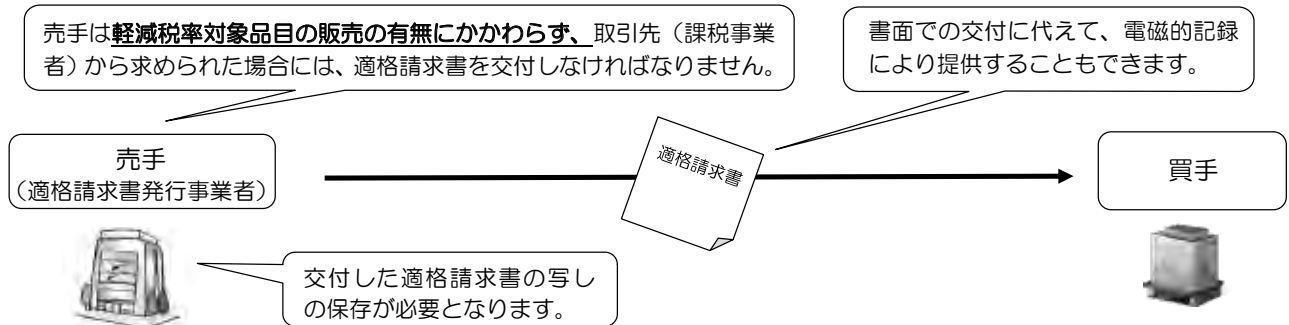 売手は軽減税率対象品目の販売の有無にかかわらず、取引先（課税事業
者）から求められた場合には、適格請求書を交付しなければなりません。
書面での交付に代えて、電磁的記録
により提供することもできます。
売手
（適格請求書発行事業者）
適格請求書
買手
交付した適格請求書の写し
の保存が必要となります。